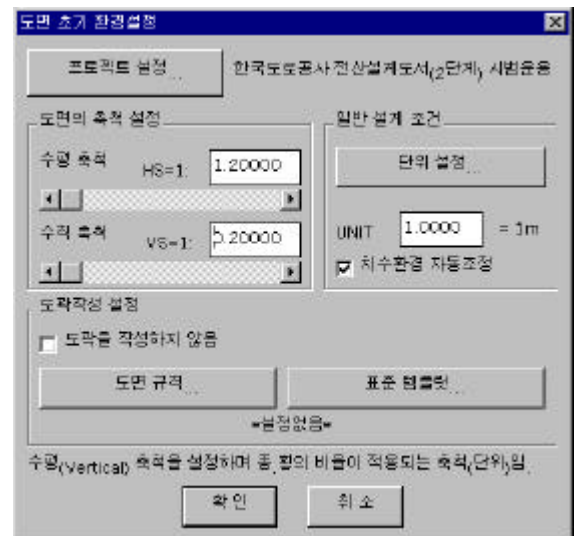 도면 초기 환경설정
프로젝트 설정...
한국도로공사 전산설계도서(2단계) 시범운용
도면의 축척 설정
수평 축척 HS=1: 1.20000
수직 축척 VS=1: 0.20000
일반 설계 조건
단위 설정...
UNIT 1.0000 = 1m
치수환경 자동조정
도곽작성 설정
도곽을 작성하지 않음
도면 규격...
표준 템플릿...
=설정없음=
수평(Vertical) 축척을 설정하며 종,횡의 비율이 적용되는 축척(단위)임.
확 인
취 소